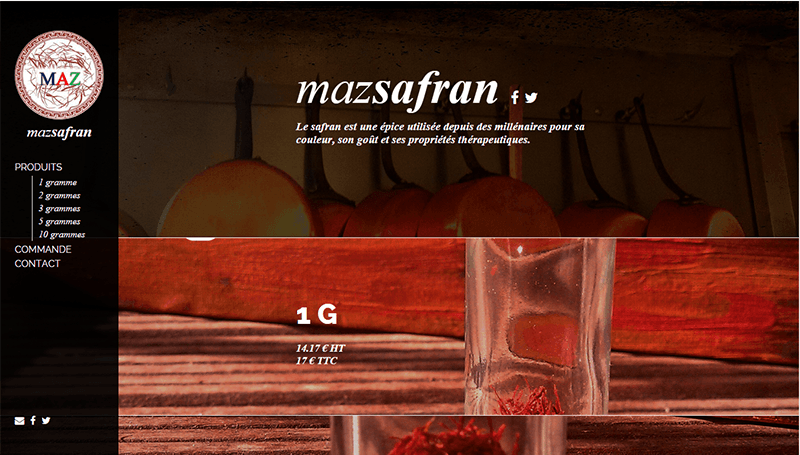 MAZ
mazsafran
PRODUITS
1 gramme
2 grammes
3 grammes
5 grammes
10 grammes
COMMANDE
CONTACT
mazsafran
Le safran est une épice utilisée depuis des millénaires pour sa
couleur, son goût et ses propriétés thérapeutiques.
1 G
14.17 € HT
17 € TTC